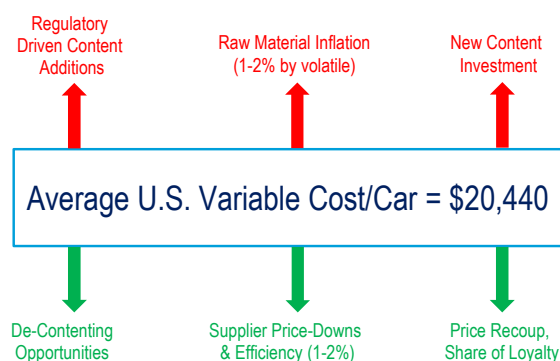 Regulatory
Driven Content
Additions
Raw Material Inflation
(1-2% by volatile)
New Content
Investment
Average U.S. Variable Cost/Car = $20,440
De-Contenting
Opportunities
Supplier Price-Downs
& Efficiency (1-2%)
Price Recoup,
Share of Loyalty